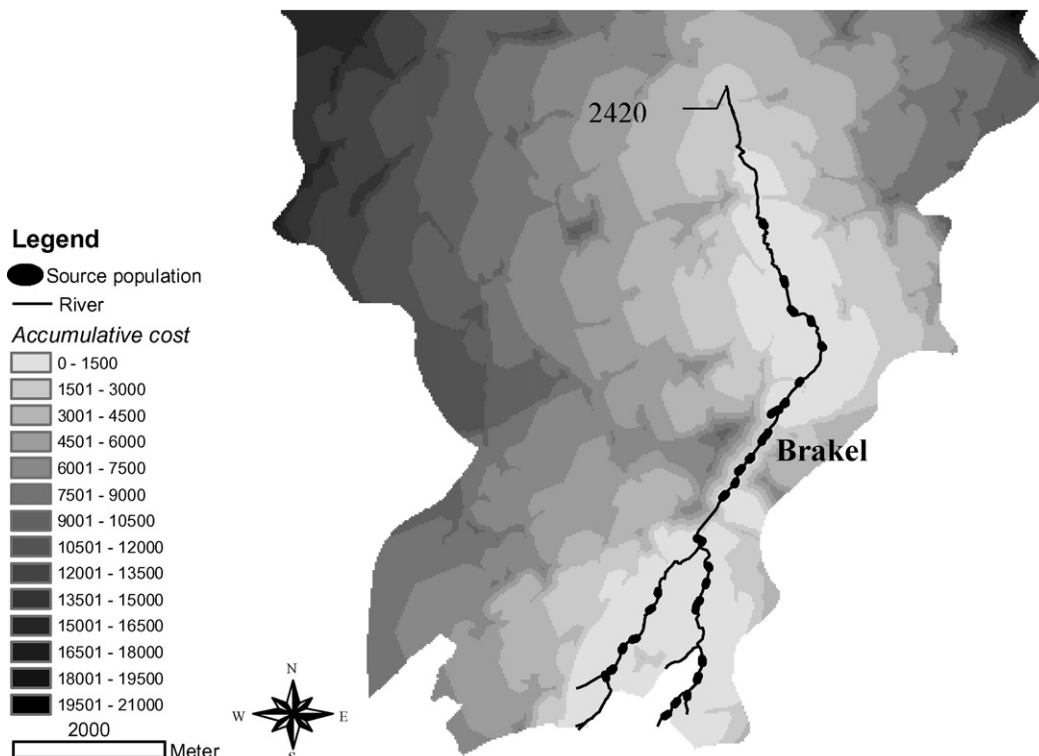 2420
Legend
Source population
River
Accumulative cost
0 - 1500
1501 - 3000
3001 - 4500
4501 - 6000
6001 - 7500
7501 - 9000
9001 - 10500
10501 - 12000
12001 - 13500
13501 - 15000
15001 - 16500
16501 - 18000
18001 - 19500
19501 - 21000
2000
Meter
Brakel
N
W E
S